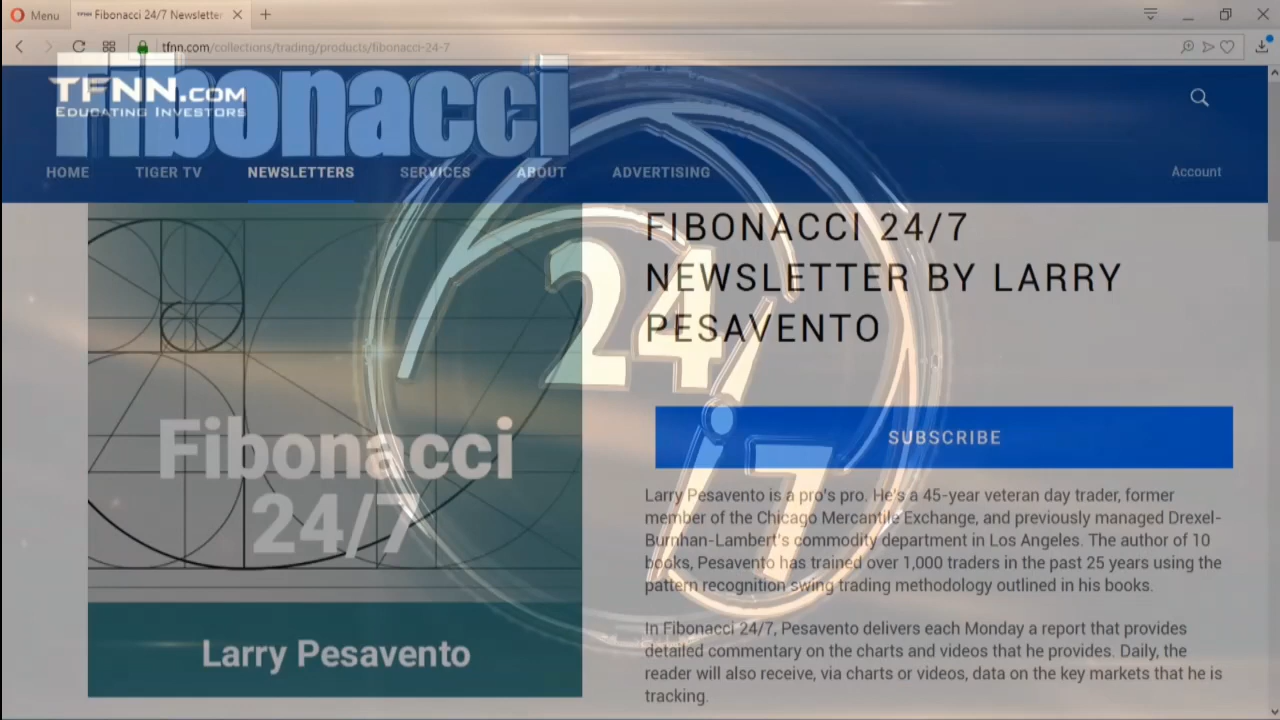 Menu
Fibonacci 24/7 Newsletter
tfnn.com/collections/trading/products/fibonacci-24-7
Fibonacci
TFNN.COM
EDUCATING INVESTORS
HOME TIGER TV NEWSLETTERS SERVICES ABOUT ADVERTISING Account
24
7
Fibonacci
24/7
Larry Pesavento
FIBONACCI 24/7
NEWSLETTER BY LARRY
PESAVENTO
SUBSCRIBE
Larry Pesavento is a pro's pro. He's a 45-year veteran day trader, former
member of the Chicago Mercantile Exchange, and previously managed Drexel-
Burnhan-Lambert's commodity department in Los Angeles. The author of 10
books, Pesavento has trained over 1,000 traders in the past 25 years using the
pattern recognition swing trading methodology outlined in his books.
In Fibonacci 24/7, Pesavento delivers each Monday a report that provides
detailed commentary on the charts and videos that he provides. Daily, the
reader will also receive, via charts or videos, data on the key markets that he is
tracking.